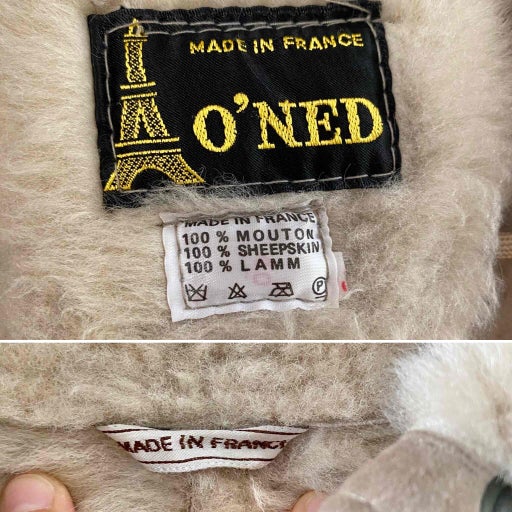 MADE IN FRANCE
O'NED
MADE IN FRANCE
100 % MOUTON
100 % SHEEPSKIN
100 % LAMM
P
MADE IN FRANCE